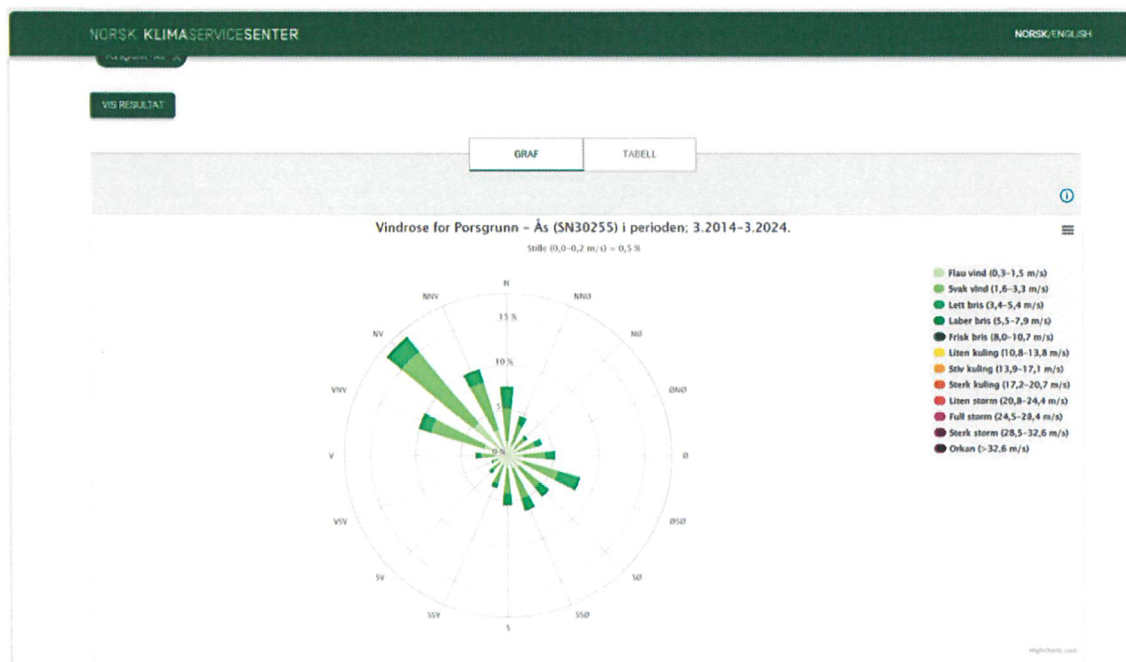 NORSK KLIMASERVICESENTER
NORSK/ENGLISH
VIS RESULTAT
GRAF
TABELL
Vindrose for Porsgrunn – Ås (SN30255) i perioden; 3.2014–3.2024.
Stille (0,0–0,2 m/s) = 0,5 %
N
NNØ
NØ
ØNØ
Ø
ØSØ
SØ
SSØ
S
SSV
SV
VSV
V
VNV
NV
NNV
15 %
10 %
5
0 %
Flau vind (0,3–1,5 m/s)
Svak vind (1,6–3,3 m/s)
Lett bris (3,4–5,4 m/s)
Laber bris (5,5–7,9 m/s)
Frisk bris (8,0–10,7 m/s)
Liten kuling (10,8–13,8 m/s)
Stiv kuling (13,9–17,1 m/s)
Sterk kuling (17,2–20,7 m/s)
Liten storm (20,8–24,4 m/s)
Full storm (24,5–28,4 m/s)
Sterk storm (28,5–32,6 m/s)
Orkan (>32,6 m/s)
Highcharts.com